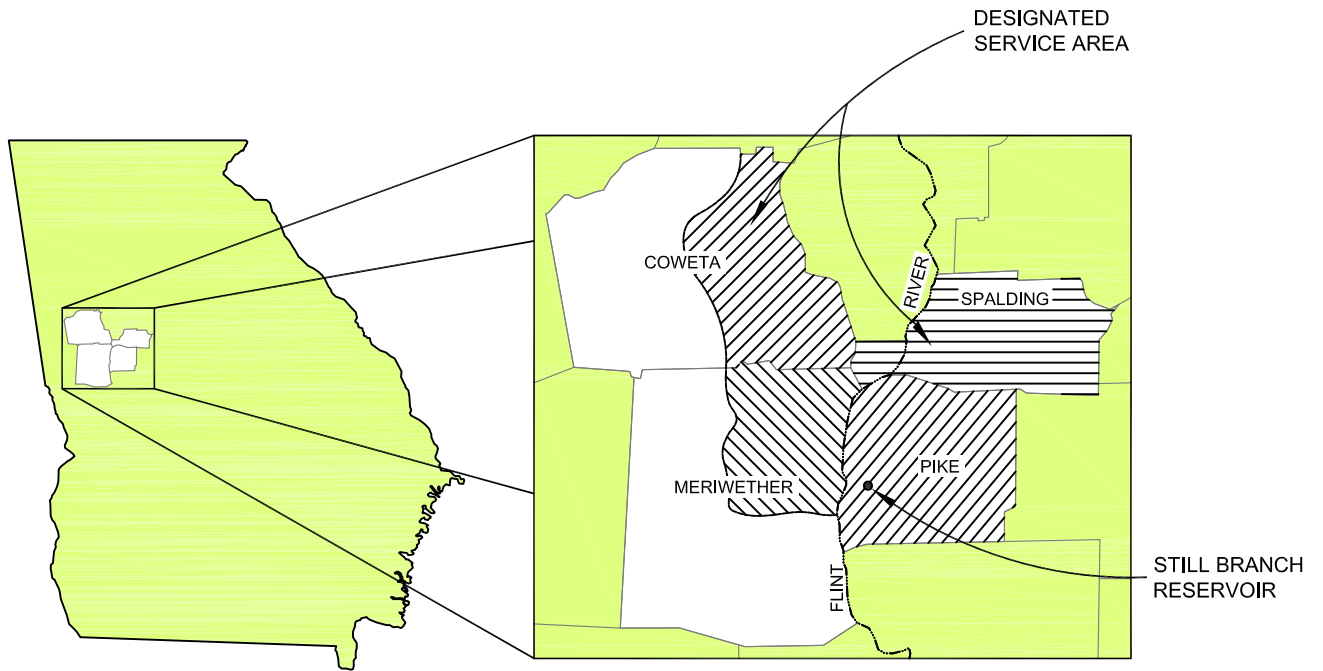 DESIGNATED
SERVICE AREA
COWETA
RIVER
SPALDING
MERIWETHER
PIKE
FLINT
STILL BRANCH
RESERVOIR